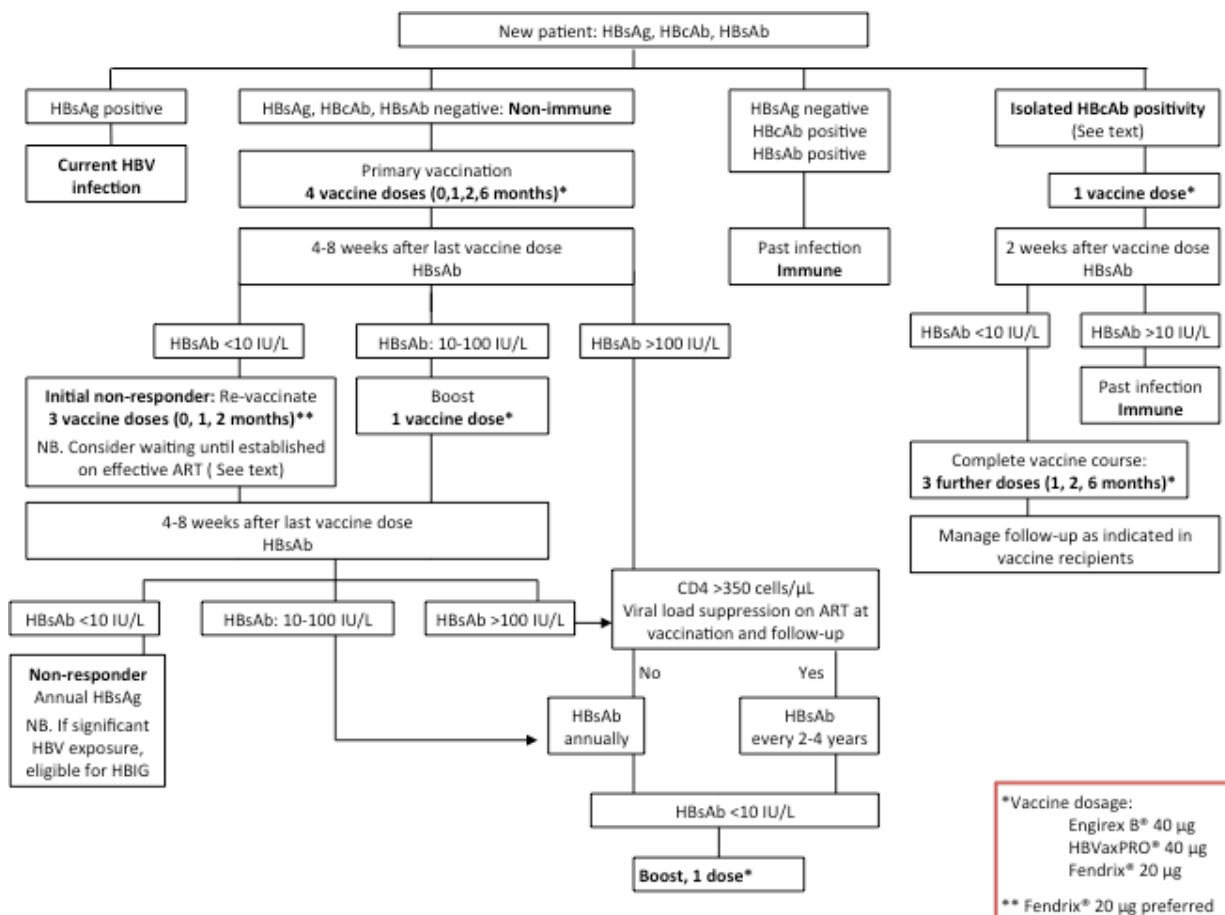 New patient: HBsAg, HBcAb, HBsAb
HBsAg positive
Current HBV
infection
HBsAg, HBcAb, HBsAb negative: Non-immune
Primary vaccination
4 vaccine doses (0,1,2,6 months)*
4-8 weeks after last vaccine dose
HBsAb
HBsAb <10 IU/L
HBsAb: 10-100 IU/L
HBsAb >100 IU/L
Initial non-responder: Re-vaccinate
3 vaccine doses (0, 1, 2 months)**
NB. Consider waiting until established
on effective ART ( See text)
Boost
1 vaccine dose*
4-8 weeks after last vaccine dose
HBsAb
HBsAb <10 IU/L
HBsAb: 10-100 IU/L
HBsAb >100 IU/L
Non-responder
Annual HBsAg
NB. If significant
HBV exposure,
eligible for HBIG
CD4 >350 cells/µL
Viral load suppression on ART at
vaccination and follow-up
No
Yes
HBsAb
annually
HBsAb
every 2-4 years
HBsAb <10 IU/L
Boost, 1 dose*
HBsAg negative
HBcAb positive
HBsAb positive
Past infection
Immune
Isolated HBcAb positivity
(See text)
1 vaccine dose*
2 weeks after vaccine dose
HBsAb
HBsAb <10 IU/L
HBsAb >10 IU/L
Past infection
Immune
Complete vaccine course:
3 further doses (1, 2, 6 months)*
Manage follow-up as indicated in
vaccine recipients
*Vaccine dosage:
Engirex B® 40 µg
HBVaxPRO® 40 µg
Fendrix® 20 µg
** Fendrix® 20 µg preferred